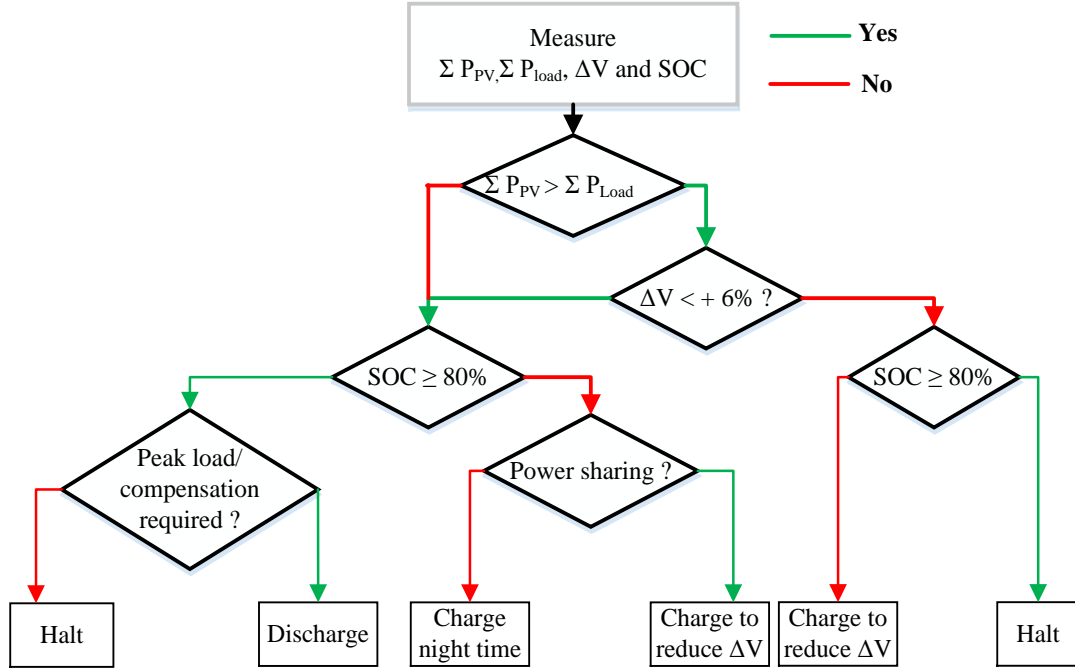 Measure
Σ P_PV, Σ P_load, ΔV and SOC
Yes
No
Σ P_PV > Σ P_Load
ΔV < + 6% ?
SOC ≥ 80%
SOC ≥ 80%
Peak load/
compensation
required ?
Power sharing ?
Halt
Discharge
Charge
night time
Charge to
reduce ΔV
Charge to
reduce ΔV
Halt